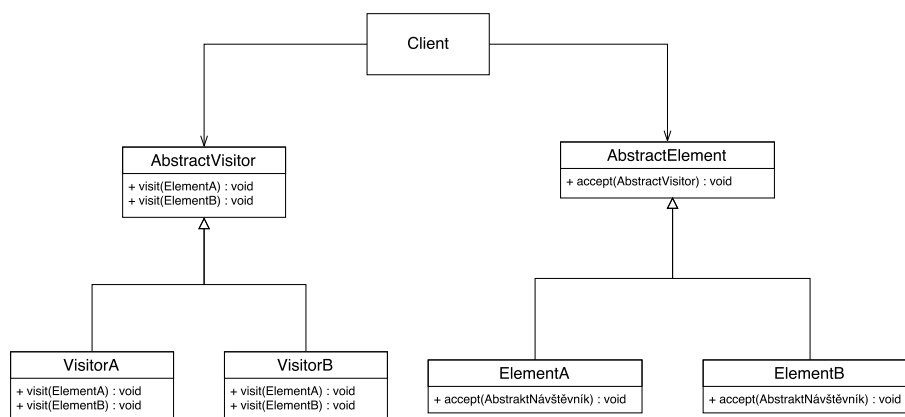 Client
AbstractVisitor
+ visit(ElementA) : void
+ visit(ElementB) : void
AbstractElement
+ accept(AbstractVisitor) : void
VisitorA
+ visit(ElementA) : void
+ visit(ElementB) : void
VisitorB
+ visit(ElementA) : void
+ visit(ElementB) : void
ElementA
+ accept(AbstraktNávštěvník) : void
ElementB
+ accept(AbstraktNávštěvník) : void